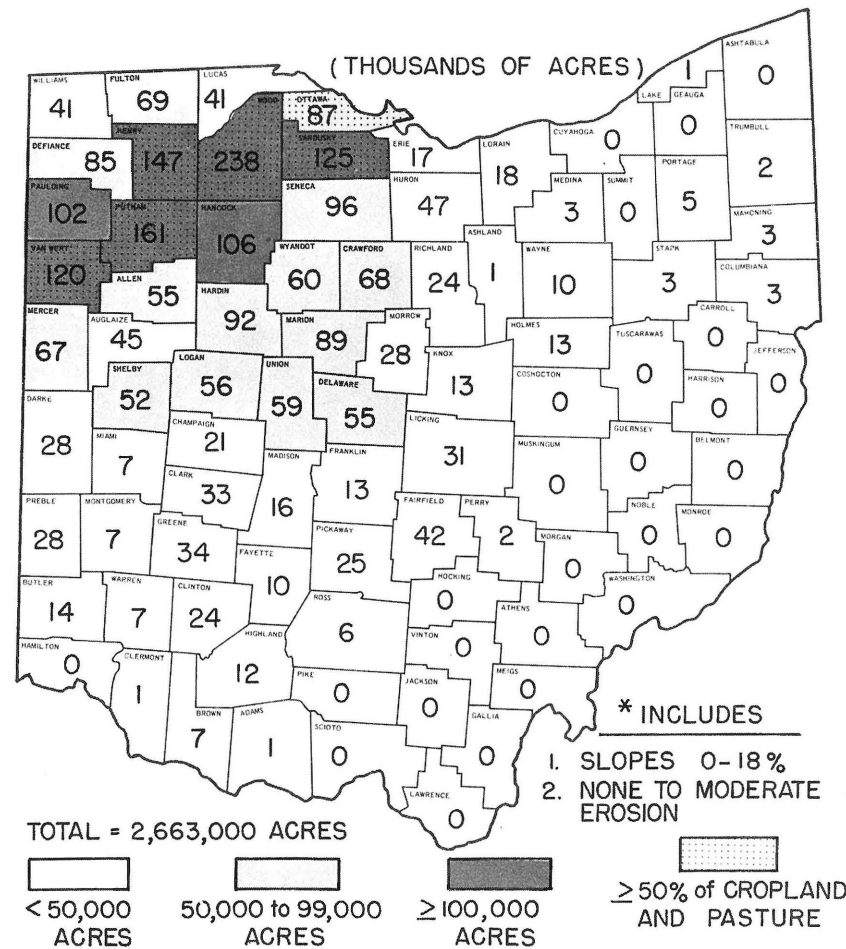 (THOUSANDS OF ACRES)
WILLIAMS
41
FULTON
69
LUCAS
41
WOOD
238
OTTAWA
87
HENRY
147
SANDUSKY
125
DEFIANCE
85
ERIE
17
LORAIN
18
CUYAHOGA
0
LAKE
1
GEAUGA
0
ASHTABULA
0
TRUMBULL
2
PAULDING
102
PUTNAM
161
HANCOCK
106
SENECA
96
HURON
47
MEDINA
3
SUMMIT
0
PORTAGE
5
MAHONING
3
VAN WERT
120
ALLEN
55
WYANDOT
60
CRAWFORD
68
RICHLAND
24
ASHLAND
1
WAYNE
10
STARK
3
COLUMBIANA
3
MERCER
67
AUGLAIZE
45
HARDIN
92
MARION
89
MORROW
28
HOLMES
13
TUSCARAWAS
0
CARROLL
0
JEFFERSON
0
SHELBY
52
LOGAN
56
UNION
59
DELAWARE
55
KNOX
13
COSHOCTON
0
HARRISON
0
DARKE
28
MIAMI
7
CHAMPAIGN
21
LICKING
31
MUSKINGUM
0
GUERNSEY
0
BELMONT
0
CLARK
33
MADISON
16
FRANKLIN
13
PREBLE
28
MONTGOMERY
7
GREENE
34
FAYETTE
10
PICKAWAY
25
FAIRFIELD
42
PERRY
2
MORGAN
0
NOBLE
0
MONROE
0
BUTLER
14
WARREN
7
CLINTON
24
ROSS
6
HOCKING
0
ATHENS
0
WASHINGTON
0
HAMILTON
0
CLERMONT
1
HIGHLAND
12
VINTON
0
PIKE
0
JACKSON
0
MEIGS
0
BROWN
7
ADAMS
1
SCIOTO
0
GALLIA
0
LAWRENCE
0
* INCLUDES
1. SLOPES 0-18%
2. NONE TO MODERATE
EROSION
TOTAL = 2,663,000 ACRES
< 50,000
ACRES
50,000 to 99,000
ACRES
≥100,000
ACRES
≥50% of CROPLAND
AND PASTURE